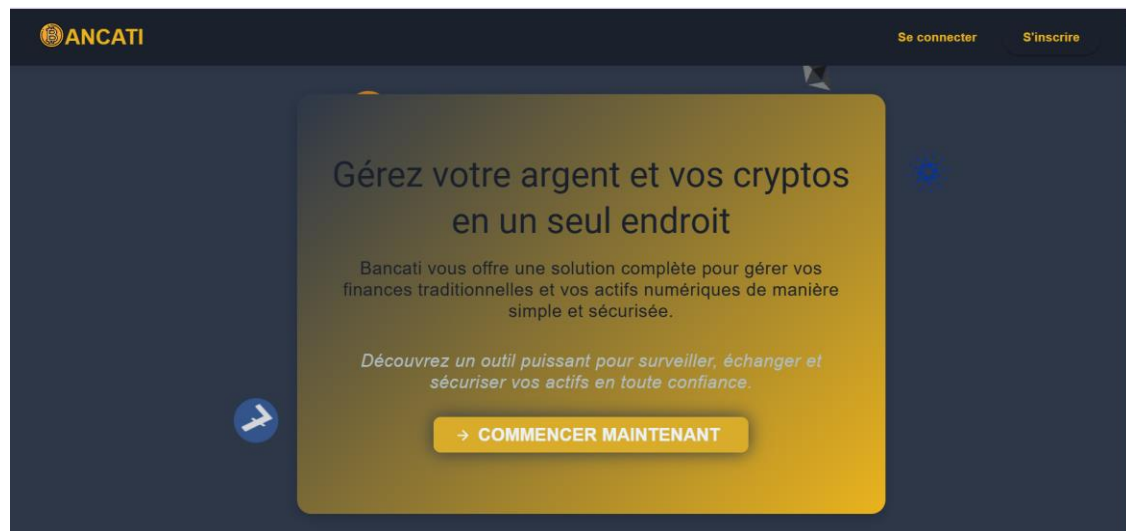 BANCATI
Se connecter
S'inscrire
Gérez votre argent et vos cryptos
en un seul endroit
Bancati vous offre une solution complète pour gérer vos
finances traditionnelles et vos actifs numériques de manière
simple et sécurisée.
Découvrez un outil puissant pour surveiller, échanger et
sécuriser vos actifs en toute confiance.
→ COMMENCER MAINTENANT